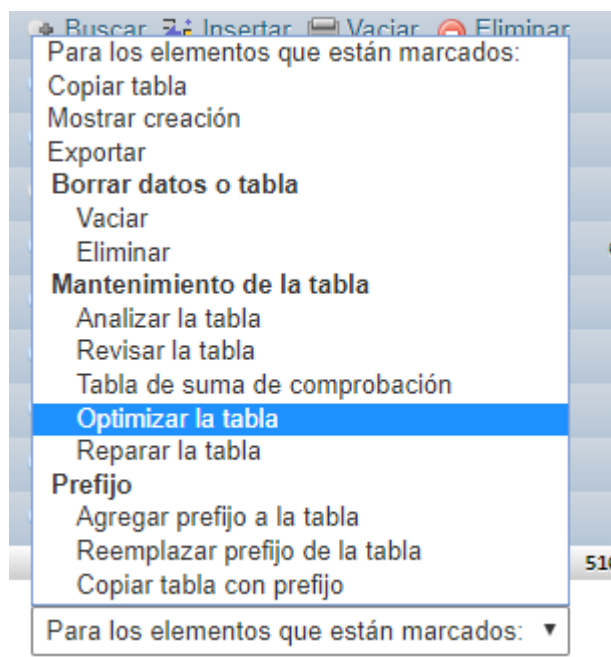 Buscar Insertar Vaciar Eliminar
Para los elementos que están marcados:
Copiar tabla
Mostrar creación
Exportar
Borrar datos o tabla
Vaciar
Eliminar
Mantenimiento de la tabla
Analizar la tabla
Revisar la tabla
Tabla de suma de comprobación
Optimizar la tabla
Reparar la tabla
Prefijo
Agregar prefijo a la tabla
Reemplazar prefijo de la tabla
Copiar tabla con prefijo
Para los elementos que están marcados: